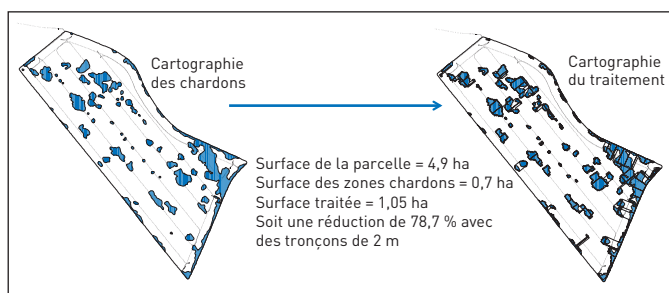 Cartographie
des chardons
Cartographie
du traitement
Surface de la parcelle = 4,9 ha
Surface des zones chardons = 0,7 ha
Surface traitée = 1,05 ha
Soit une réduction de 78,7 % avec
des tronçons de 2 m